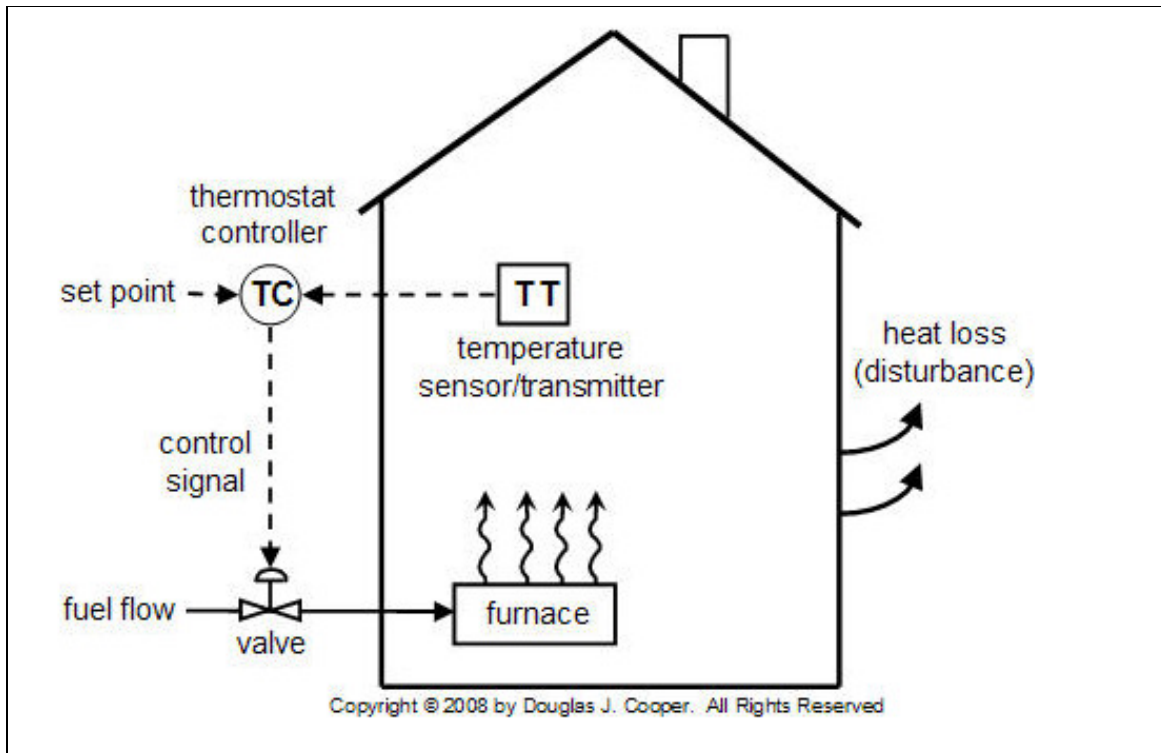 thermostat
controller
set point
TC
TT
temperature
sensor/transmitter
heat loss
(disturbance)
control
signal
fuel flow
valve
furnace
Copyright © 2008 by Douglas J. Cooper. All Rights Reserved